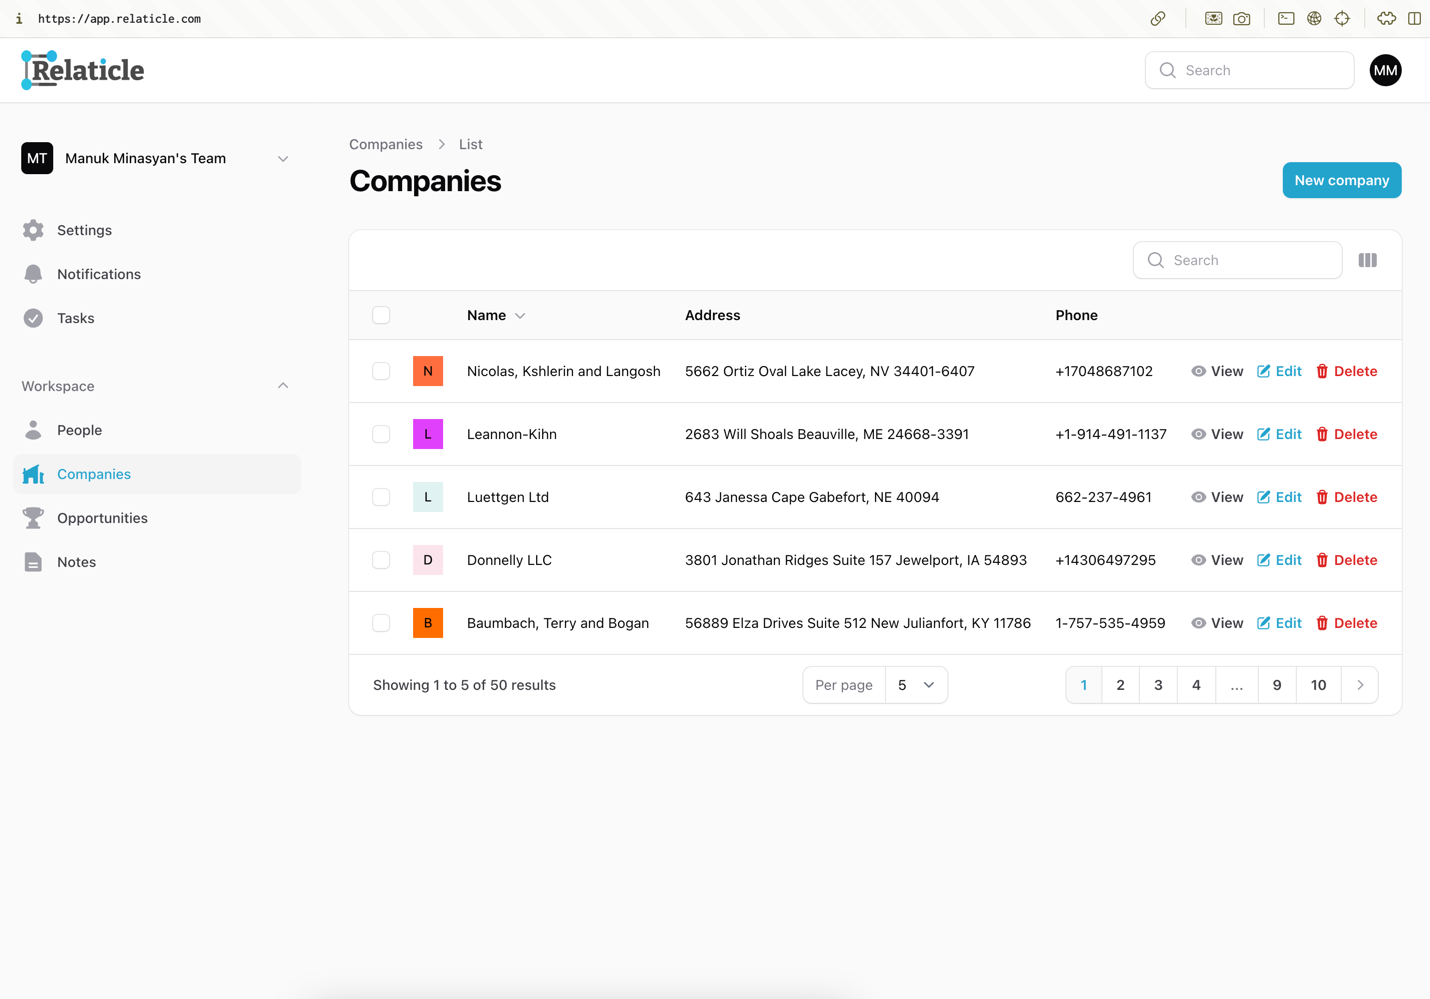 i https://app.relaticle.com
Relaticle
Search
MM
MT Manuk Minasyan's Team
Settings
Notifications
Tasks
Workspace
People
Companies
Opportunities
Notes
Companies > List
Companies
New company
Search
Name Address Phone
N Nicolas, Kshlerin and Langosh 5662 Ortiz Oval Lake Lacey, NV 34401-6407 +17048687102 View Edit Delete
L Leannon-Kihn 2683 Will Shoals Beauville, ME 24668-3391 +1-914-491-1137 View Edit Delete
L Luettgen Ltd 643 Janessa Cape Gabefort, NE 40094 662-237-4961 View Edit Delete
D Donnelly LLC 3801 Jonathan Ridges Suite 157 Jewelport, IA 54893 +14306497295 View Edit Delete
B Baumbach, Terry and Bogan 56889 Elza Drives Suite 512 New Julianfort, KY 11786 1-757-535-4959 View Edit Delete
Showing 1 to 5 of 50 results Per page 5 1 2 3 4 ... 9 10